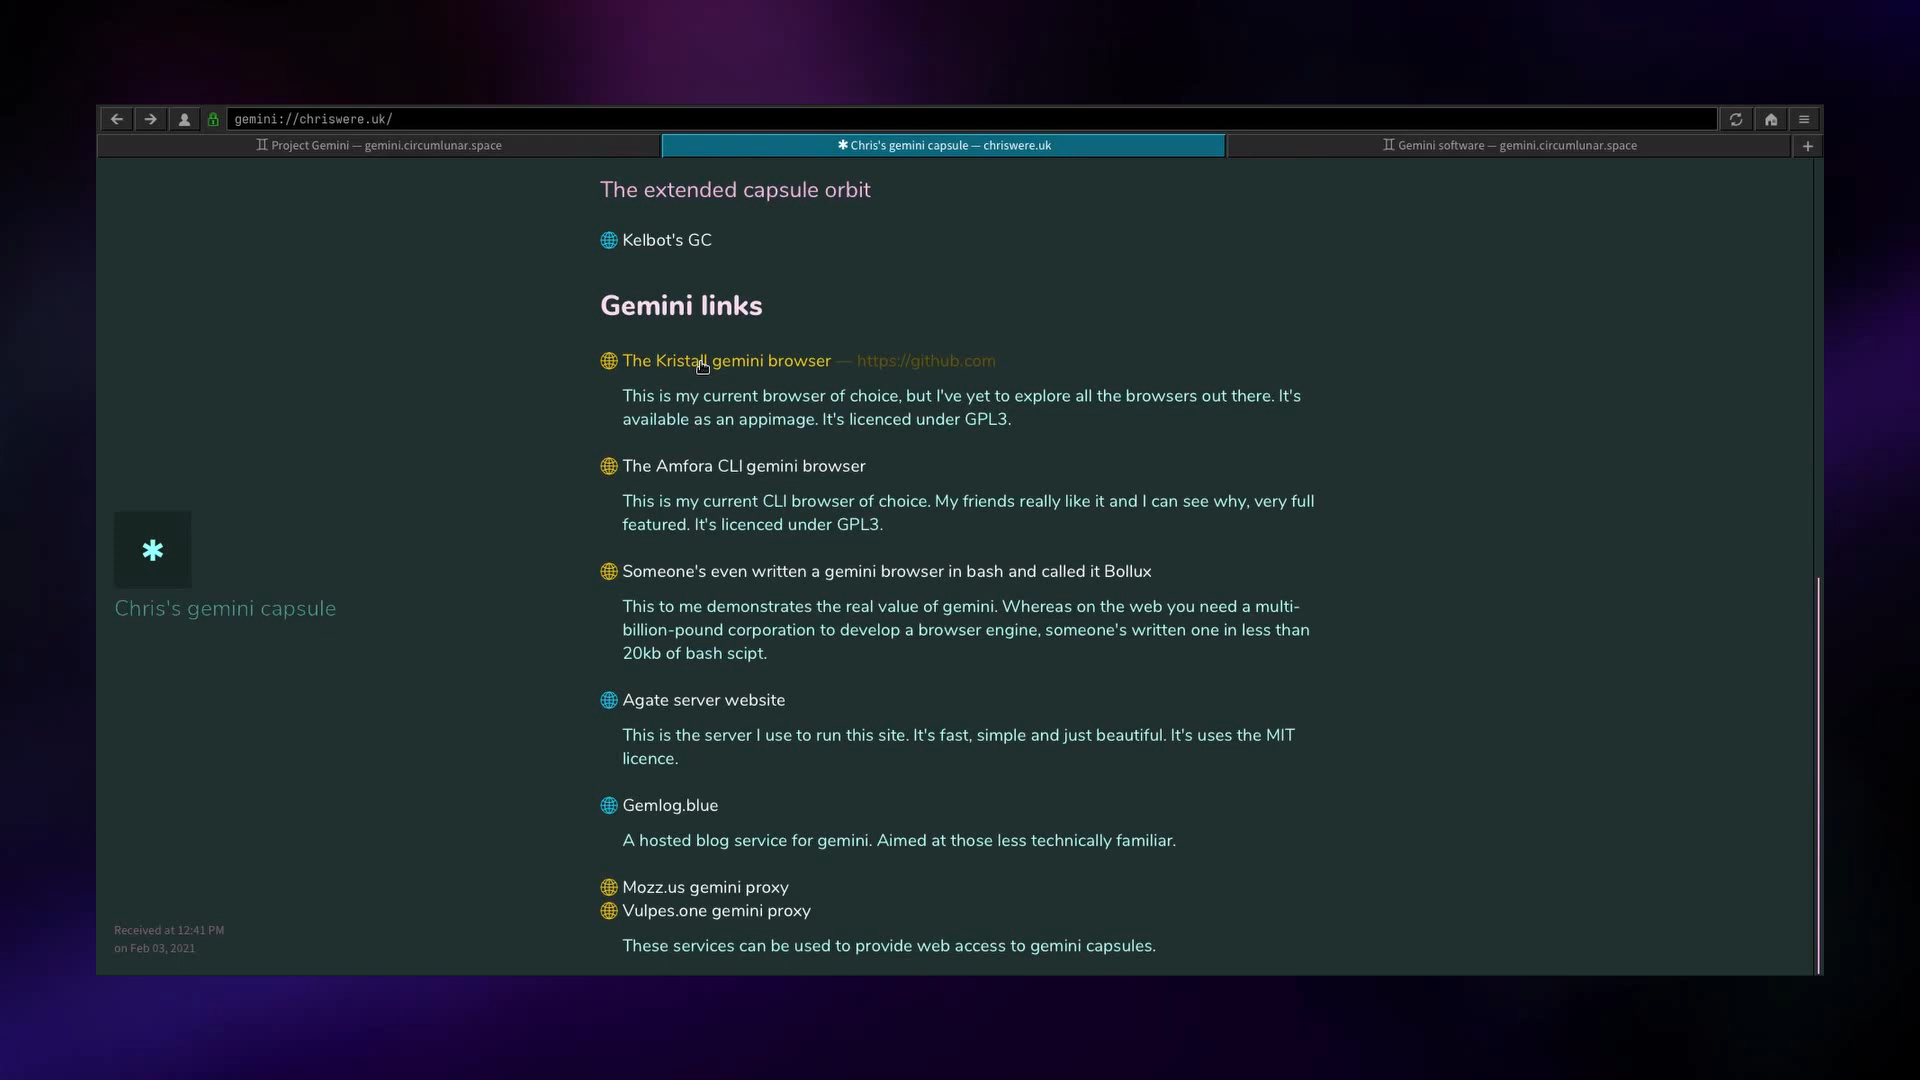 gemini://chriswere.uk/
Project Gemini — gemini.circumlunar.space
Chris's gemini capsule — chriswere.uk
Gemini software — gemini.circumlunar.space
The extended capsule orbit
Kelbot's GC
Gemini links
The Kristall gemini browser — https://github.com
This is my current browser of choice, but I've yet to explore all the browsers out there. It's
available as an appimage. It's licenced under GPL3.
The Amfora CLI gemini browser
This is my current CLI browser of choice. My friends really like it and I can see why, very full
featured. It's licenced under GPL3.
Someone's even written a gemini browser in bash and called it Bollux
This to me demonstrates the real value of gemini. Whereas on the web you need a multi-
billion-pound corporation to develop a browser engine, someone's written one in less than
20kb of bash scipt.
Agate server website
This is the server I use to run this site. It's fast, simple and just beautiful. It's uses the MIT
licence.
Gemlog.blue
A hosted blog service for gemini. Aimed at those less technically familiar.
Mozz.us gemini proxy
Vulpes.one gemini proxy
These services can be used to provide web access to gemini capsules.
Chris's gemini capsule
Received at 12:41 PM
on Feb 03, 2021